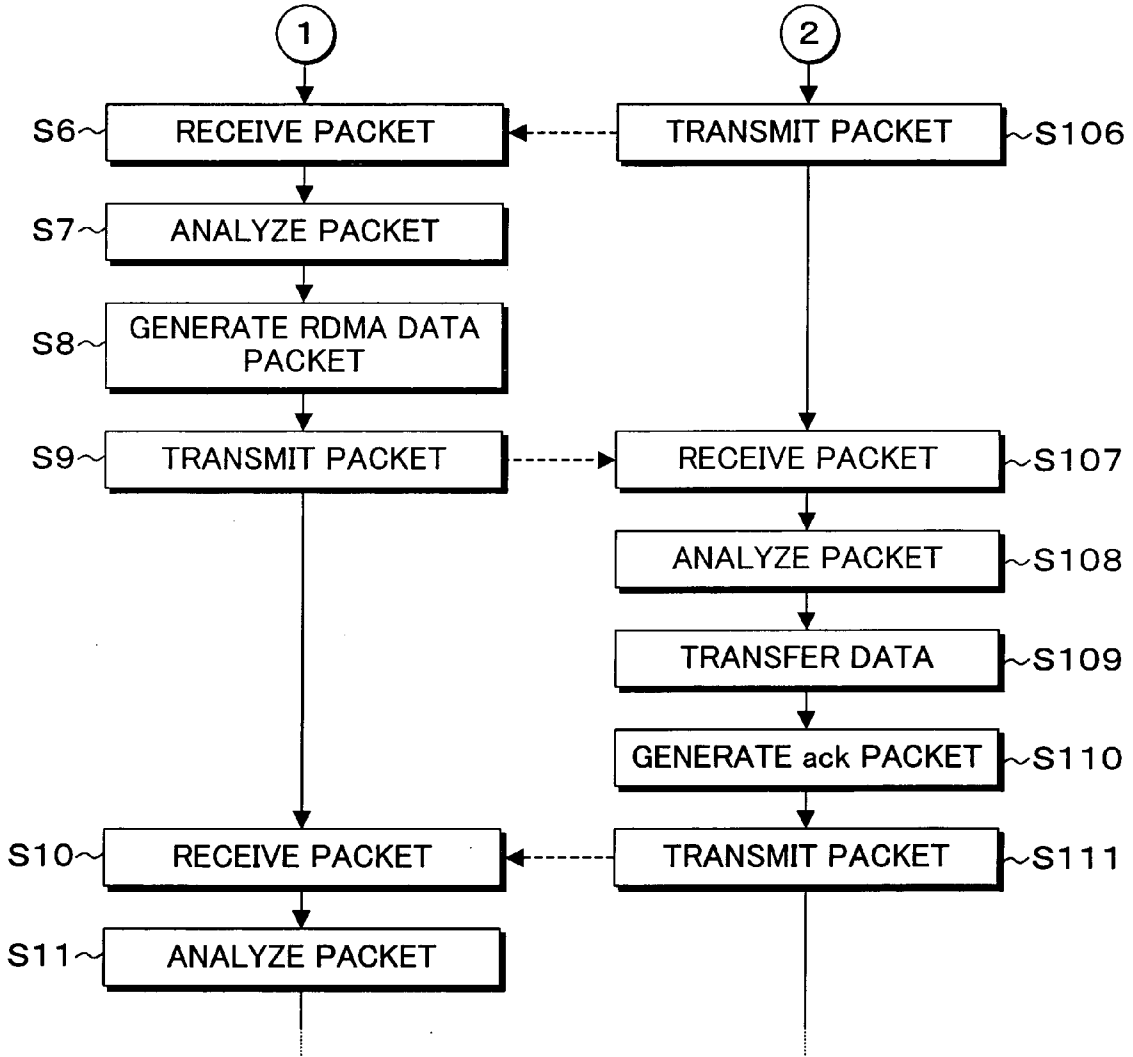 1
2
S6
RECEIVE PACKET
TRANSMIT PACKET
S106
S7
ANALYZE PACKET
S8
GENERATE RDMA DATA
PACKET
S9
TRANSMIT PACKET
RECEIVE PACKET
S107
ANALYZE PACKET
S108
TRANSFER DATA
S109
GENERATE ack PACKET
S110
S10
RECEIVE PACKET
TRANSMIT PACKET
S111
S11
ANALYZE PACKET